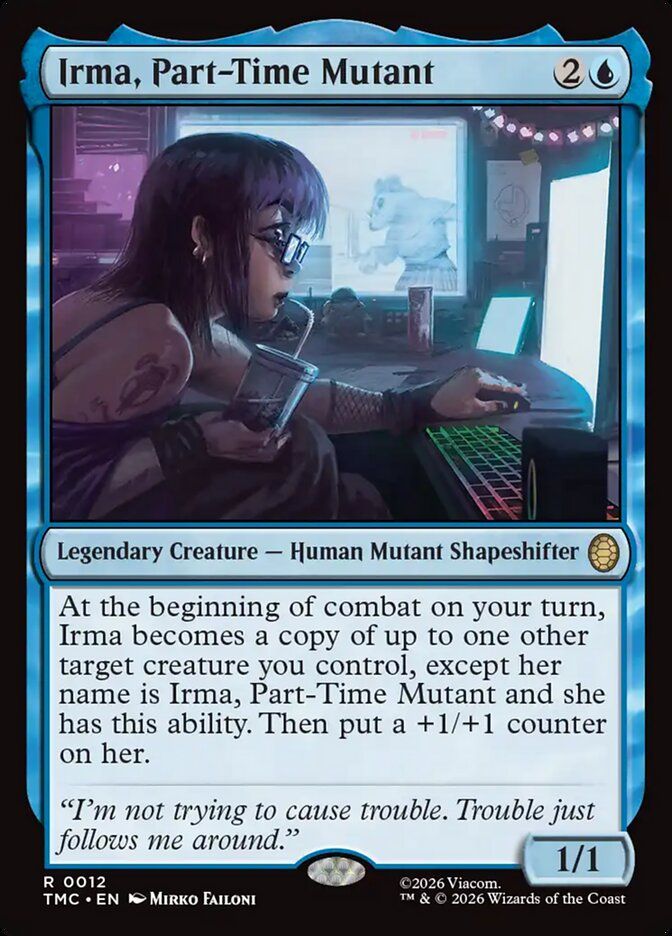 Irma, Part-Time Mutant 2
Legendary Creature — Human Mutant Shapeshifter
At the beginning of combat on your turn,
Irma becomes a copy of up to one other
target creature you control, except her
name is Irma, Part-Time Mutant and she
has this ability. Then put a +1/+1 counter
on her.
“I’m not trying to cause trouble. Trouble just
follows me around.”
1/1
R 0012
TMC • EN Mirko Failoni
©2026 Viacom.
™ & © 2026 Wizards of the Coast